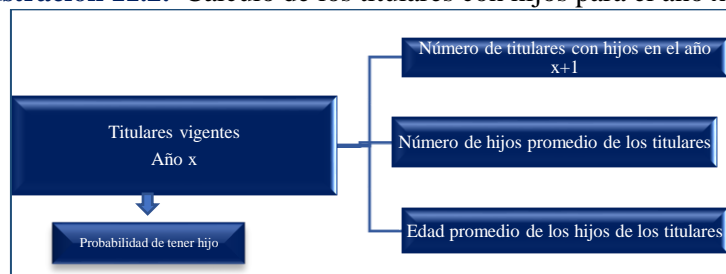 Cálculo de los titulares con hijos para el año
Número de titulares con hijos en el año
x+1
Titulares vigentes
Año x
Número de hijos promedio de los titulares
Probabilidad de tener hijo
Edad promedio de los hijos de los titulares